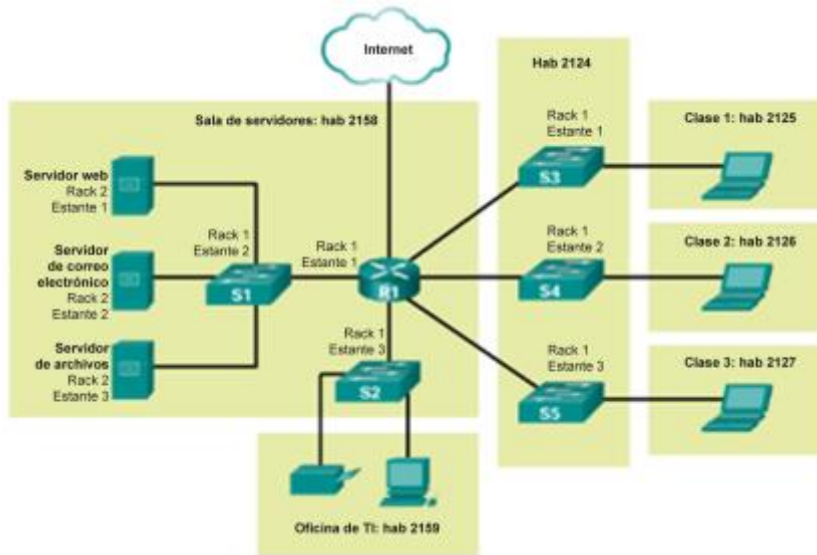 Internet
Hab 2124
Sala de servidores: hab 2158
Servidor web
Rack 2
Estante 1
Servidor
de correo
electrónico
Rack 2
Estante 2
Servidor
de archivos
Rack 2
Estante 3
Rack 1
Estante 2
S1
Rack 1
Estante 1
R1
Rack 1
Estante 3
S2
Rack 1
Estante 1
S3
Rack 1
Estante 2
S4
Rack 1
Estante 3
S5
Clase 1: hab 2125
Clase 2: hab 2126
Clase 3: hab 2127
Oficina de TI: hab 2159